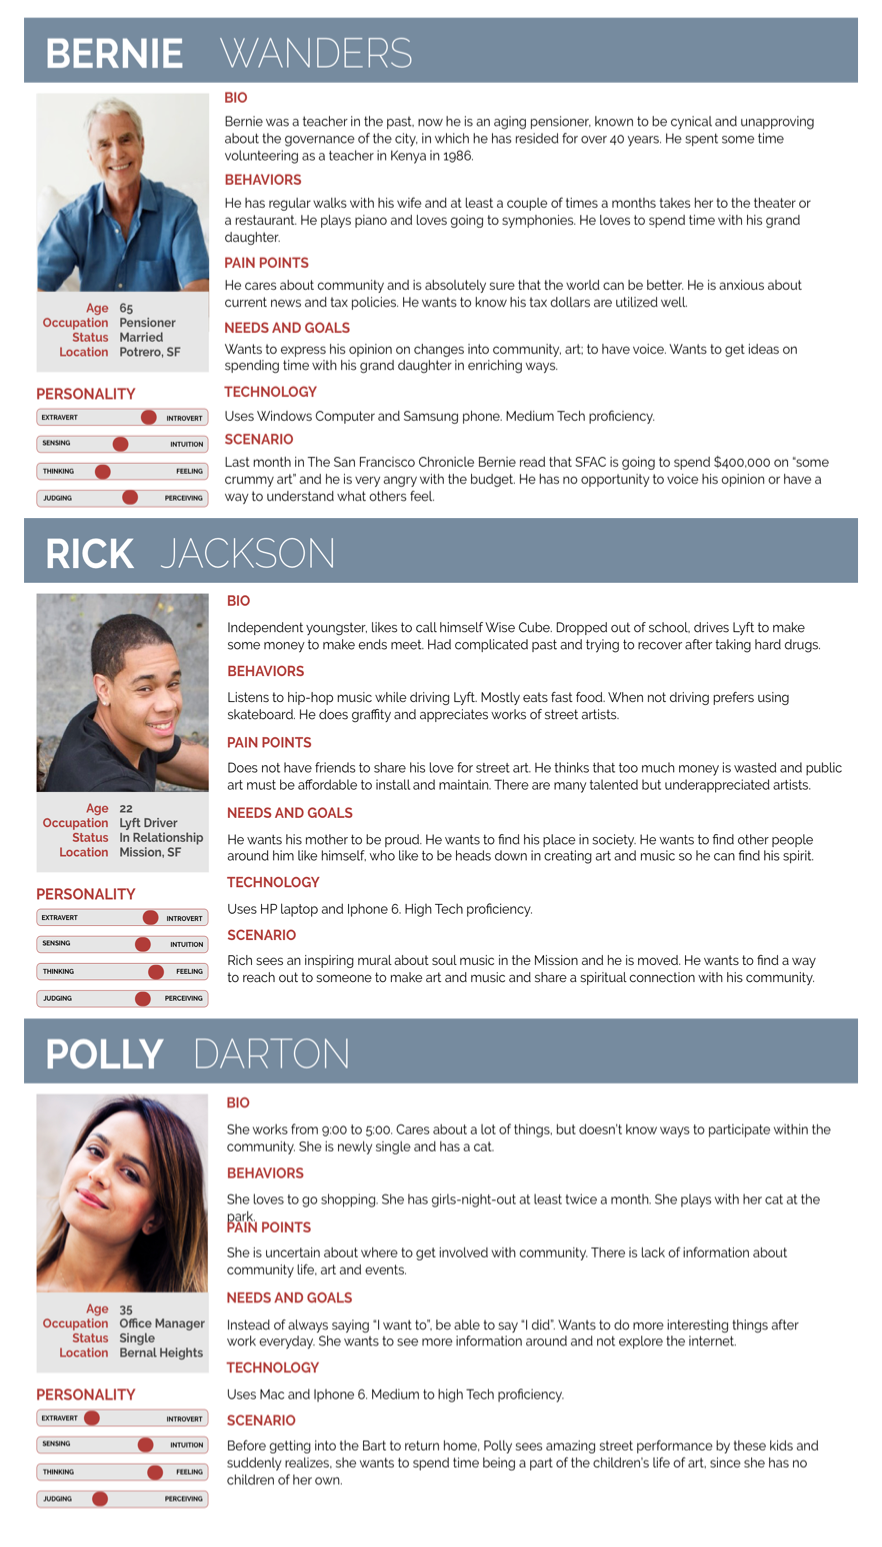 BERNIE WANDERS
BIO
Bernie was a teacher in the past, now he is an aging pensioner, known to be cynical and unapproving
about the governance of the city, in which he has resided for over 40 years. He spent some time
volunteering as a teacher in Kenya in 1986.
BEHAVIORS
He has regular walks with his wife and at least a couple of times a months takes her to the theater or
a restaurant. He plays piano and loves going to symphonies. He loves to spend time with his grand
daughter.
PAIN POINTS
He cares about community and is absolutely sure that the world can be better. He is anxious about
current news and tax policies. He wants to know his tax dollars are utilized well.
NEEDS AND GOALS
Wants to express his opinion on changes into community, art; to have voice. Wants to get ideas on
spending time with his grand daughter in enriching ways.
TECHNOLOGY
Uses Windows Computer and Samsung phone. Medium Tech proficiency.
SCENARIO
Last month in The San Francisco Chronicle Bernie read that SFAC is going to spend $400,000 on “some
crummy art” and he is very angry with the budget. He has no opportunity to voice his opinion or have a
way to understand what others feel.
Age 65
Occupation Pensioner
Status Married
Location Potrero, SF
PERSONALITY
EXTRAVERT INTROVERT
SENSING INTUITION
THINKING FEELING
JUDGING PERCEIVING
RICK JACKSON
BIO
Independent youngster, likes to call himself Wise Cube. Dropped out of school, drives Lyft to make
some money to make ends meet. Had complicated past and trying to recover after taking hard drugs.
BEHAVIORS
Listens to hip-hop music while driving Lyft. Mostly eats fast food. When not driving prefers using
skateboard. He does graffity and appreciates works of street artists.
PAIN POINTS
Does not have friends to share his love for street art. He thinks that too much money is wasted and public
art must be affordable to install and maintain. There are many talented but underappreciated artists.
NEEDS AND GOALS
He wants his mother to be proud. He wants to find his place in society. He wants to find other people
around him like himself, who like to be heads down in creating art and music so he can find his spirit.
TECHNOLOGY
Uses HP laptop and Iphone 6. High Tech proficiency.
SCENARIO
Rich sees an inspiring mural about soul music in the Mission and he is moved. He wants to find a way
to reach out to someone to make art and music and share a spiritual connection with his community.
Age 22
Occupation Lyft Driver
Status In Relationship
Location Mission, SF
PERSONALITY
EXTRAVERT INTROVERT
SENSING INTUITION
THINKING FEELING
JUDGING PERCEIVING
POLLY DARTON
BIO
She works from 9:00 to 5:00. Cares about a lot of things, but doesn’t know ways to participate within the
community. She is newly single and has a cat.
BEHAVIORS
She loves to go shopping. She has girls-night-out at least twice a month. She plays with her cat at the
park.
PAIN POINTS
She is uncertain about where to get involved with community. There is lack of information about
community life, art and events.
NEEDS AND GOALS
Instead of always saying “I want to”, be able to say “I did”. Wants to do more interesting things after
work everyday. She wants to see more information around and not explore the internet.
TECHNOLOGY
Uses Mac and Iphone 6. Medium to high Tech proficiency.
SCENARIO
Before getting into the Bart to return home, Polly sees amazing street performance by these kids and
suddenly realizes, she wants to spend time being a part of the children’s life of art, since she has no
children of her own.
Age 35
Occupation Office Manager
Status Single
Location Bernal Heights
PERSONALITY
EXTRAVERT INTROVERT
SENSING INTUITION
THINKING FEELING
JUDGING PERCEIVING